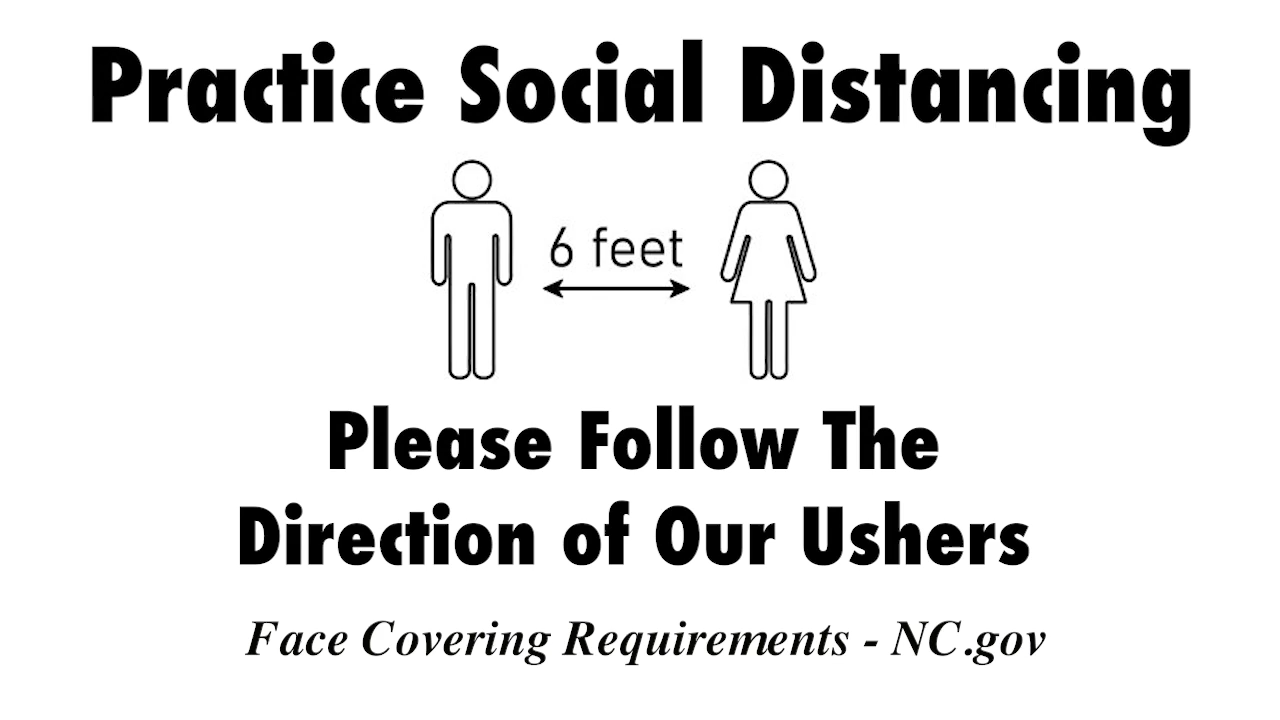 Practice Social Distancing
6 feet
Please Follow The
Direction of Our Ushers
Face Covering Requirements - NC.gov